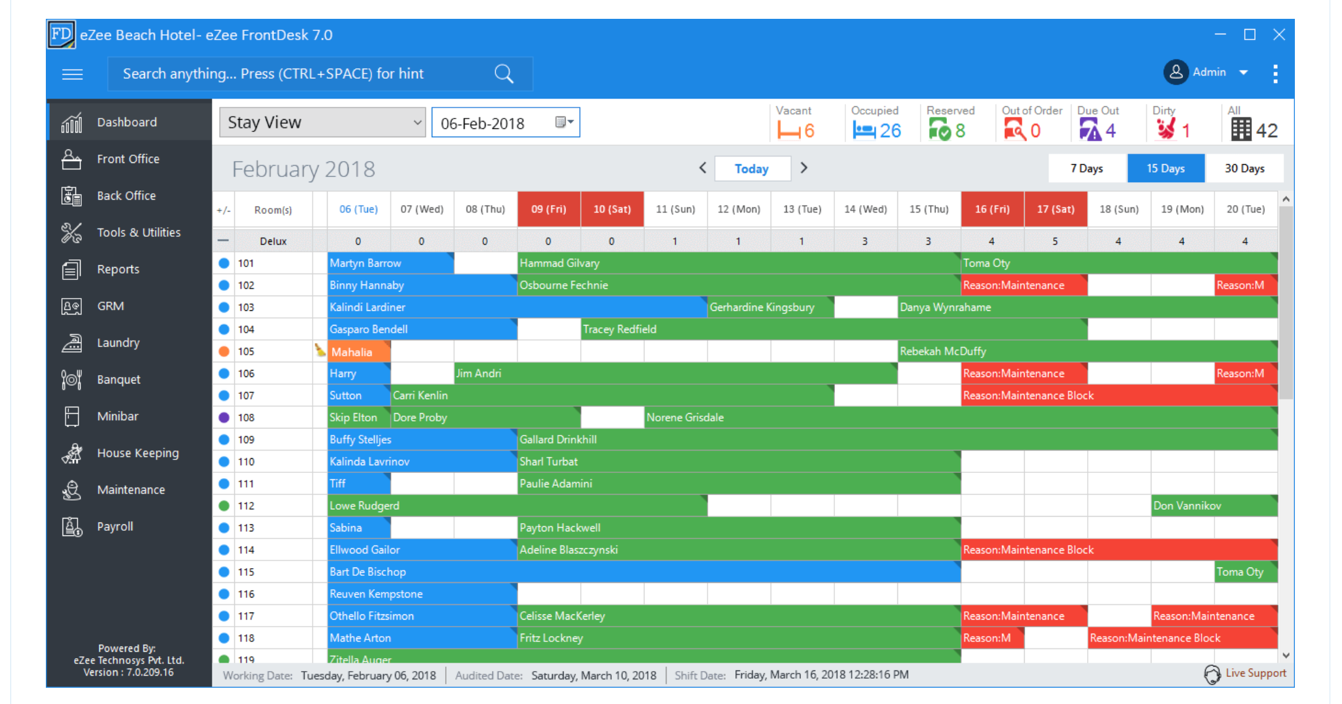 FD eZee Beach Hotel- eZee FrontDesk 7.0
Search anything... Press (CTRL+SPACE) for hint
Admin
Dashboard
Front Office
Back Office
Tools & Utilities
Reports
GRM
Laundry
Banquet
Minibar
House Keeping
Maintenance
Payroll
Powered By:
eZee Technosys Pvt. Ltd.
Version : 7.0.209.16
Stay View 06-Feb-2018
Vacant 6 Occupied 26 Reserved 8 Out of Order 0 Due Out 4 Dirty 1 All 42
February 2018 < Today > 7 Days 15 Days 30 Days
+/- Room(s) 06 (Tue) 07 (Wed) 08 (Thu) 09 (Fri) 10 (Sat) 11 (Sun) 12 (Mon) 13 (Tue) 14 (Wed) 15 (Thu) 16 (Fri) 17 (Sat) 18 (Sun) 19 (Mon) 20 (Tue)
— Delux 0 0 0 0 0 1 1 1 3 3 4 5 4 4 4
101 Martyn Barrow Hammad Gilvary Toma Oty
102 Binny Hannaby Osbourne Fechnie Reason:Maintenance Reason:M
103 Kalindi Lardiner Gerhardine Kingsbury Danya Wynrahame
104 Gasparo Bendell Tracey Redfield
105 Mahalia Rebekah McDuffy
106 Harry Jim Andri Reason:Maintenance Reason:M
107 Sutton Carri Kenlin Reason:Maintenance Block
108 Skip Elton Dore Proby Norene Grisdale
109 Buffy Stelljes Gallard Drinkhill
110 Kalinda Lavrinov Sharl Turbat
111 Tiff Paulie Adamini
112 Lowe Rudgerd Don Vannikov
113 Sabina Payton Hackwell
114 Ellwood Gailor Adeline Blaszczynski Reason:Maintenance Block
115 Bart De Bischop Toma Oty
116 Reuven Kempstone
117 Othello Fitzsimon Celisse MacKerley Reason:Maintenance Reason:Maintenance
118 Mathe Arton Fritz Lockney Reason:M Reason:Maintenance Block
119 Zitella Auger
Working Date: Tuesday, February 06, 2018 Audited Date: Saturday, March 10, 2018 Shift Date: Friday, March 16, 2018 12:28:16 PM Live Support